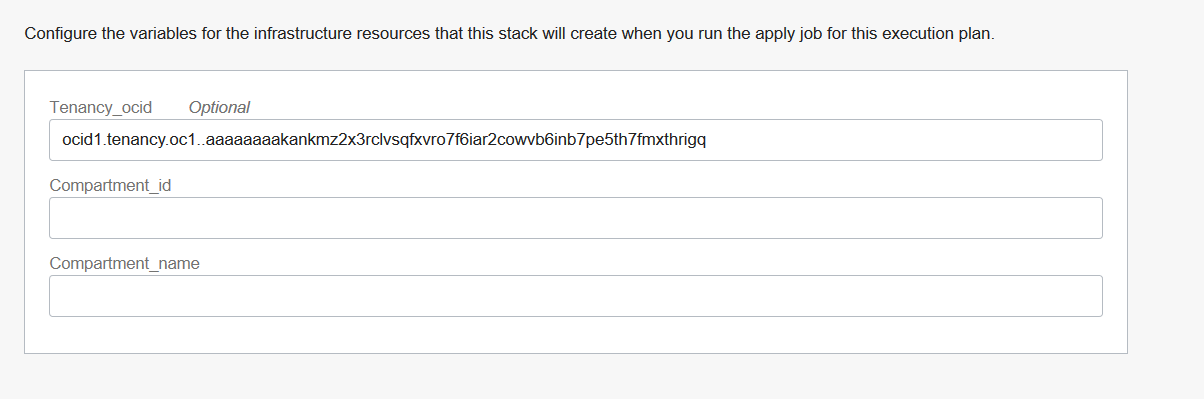 Configure the variables for the infrastructure resources that this stack will create when you run the apply job for this execution plan.
Tenancy_ocid Optional
ocid1.tenancy.oc1..aaaaaaaakankmz2x3rclvsqfxvro7f6iar2cowvb6inb7pe5th7fmxthrigq
Compartment_id
Compartment_name